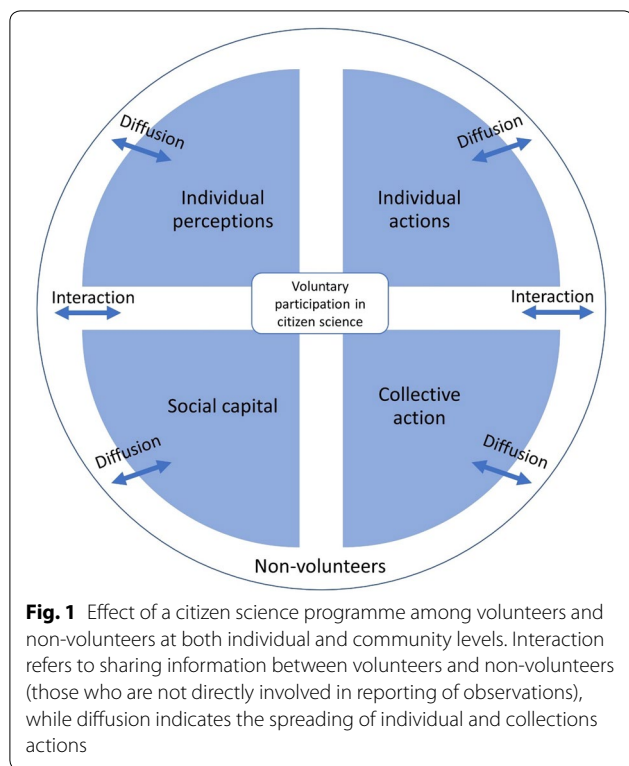 Diffusion
Diffusion
Individual
perceptions
Individual
actions
Interaction
Voluntary
participation in
citizen science
Interaction
Social capital
Collective
action
Diffusion
Diffusion
Non-volunteers
Fig. 1 Effect of a citizen science programme among volunteers and
non-volunteers at both individual and community levels. Interaction
refers to sharing information between volunteers and non-volunteers
(those who are not directly involved in reporting of observations),
while diffusion indicates the spreading of individual and collections
actions